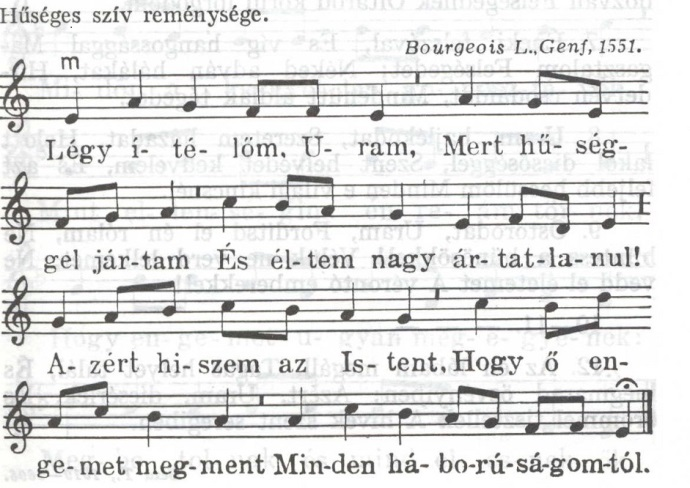 Hűséges szív reménysége.
Bourgeois L., Genf, 1551.
m
Légy í- té- lőm, U- ram, Mert hű- ség-
gel jár-tam És él-tem nagy ár- tat-la-nul!
A- zért hi- szem az Is- tent, Hogy ő en-
ge-met meg-ment Min-den há- bo-rú-sá-gom-tól.